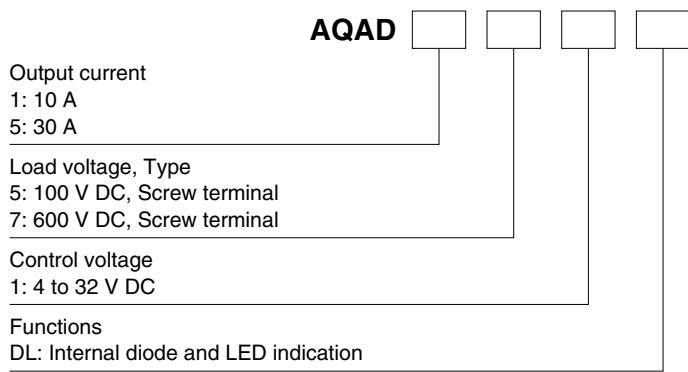 AQAD
Output current
1: 10 A
5: 30 A
Load voltage, Type
5: 100 V DC, Screw terminal
7: 600 V DC, Screw terminal
Control voltage
1: 4 to 32 V DC
Functions
DL: Internal diode and LED indication